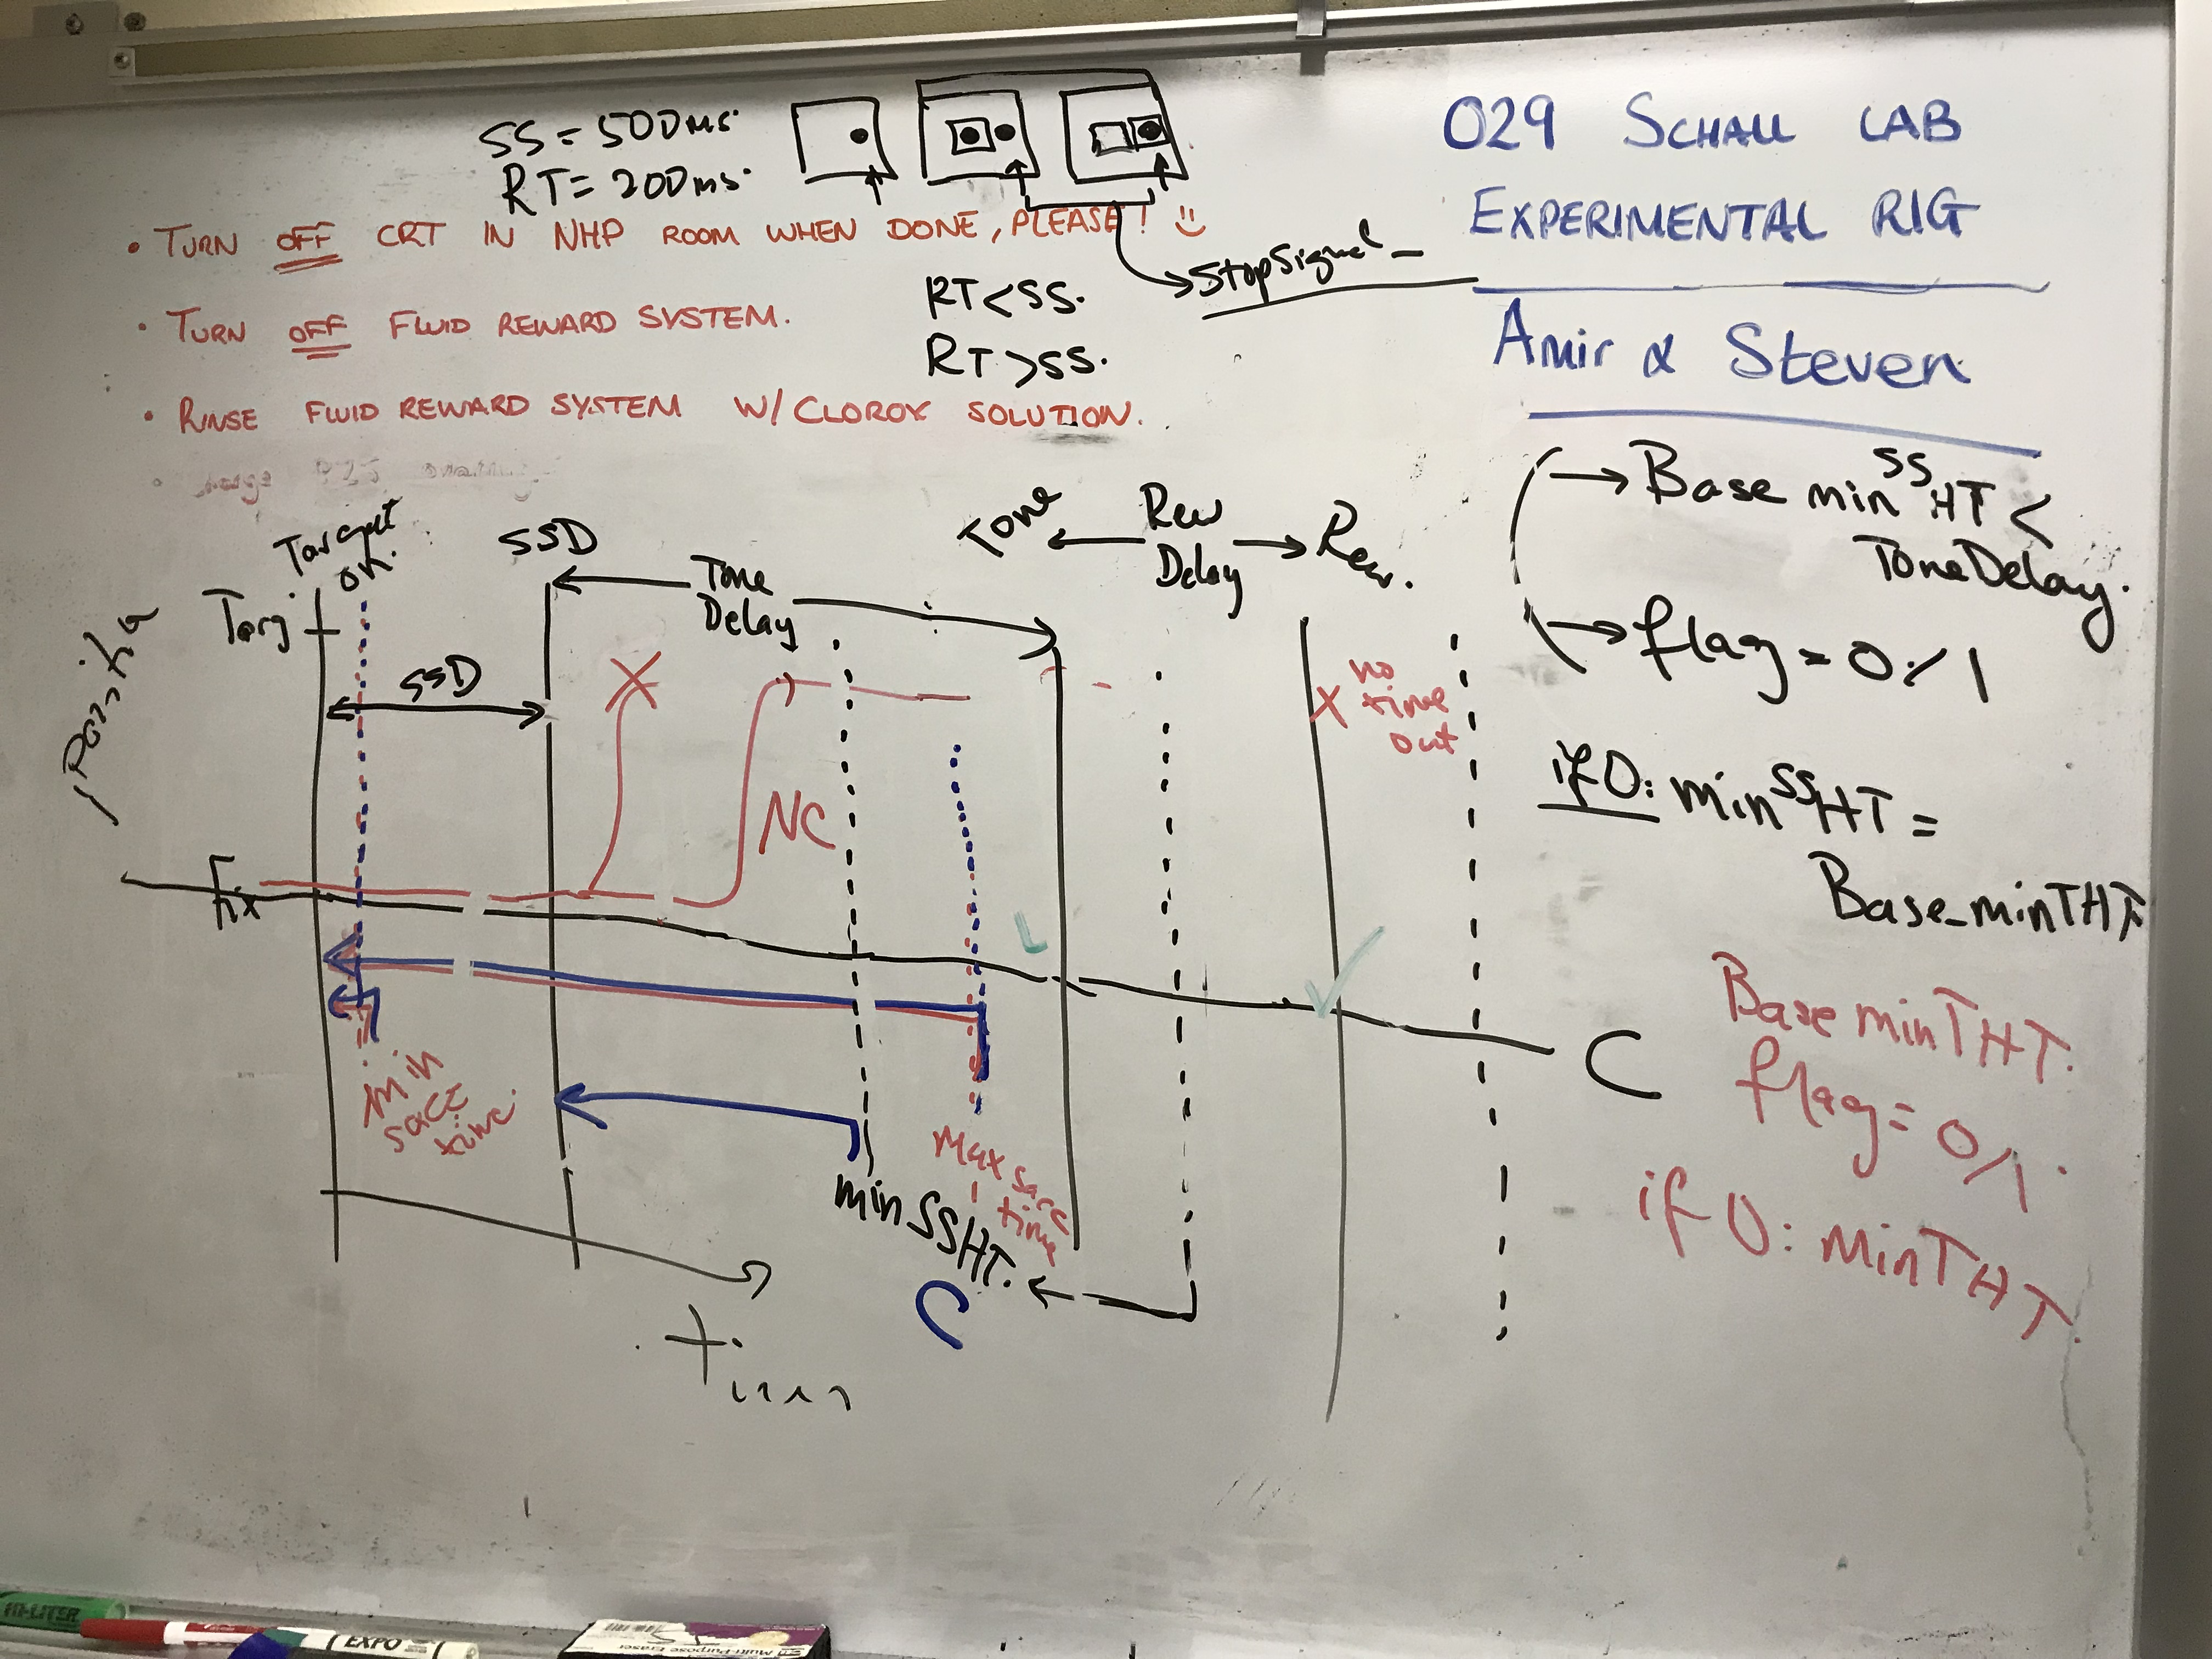 SS = 500ms.
RT = 200ms.
• TURN OFF CRT IN NHP ROOM WHEN DONE, PLEASE!
• TURN OFF FLUID REWARD SYSTEM.
• RINSE FLUID REWARD SYSTEM W/ CLOROX SOLUTION.
StopSignal
RT < SS.
RT > SS.
029 SCHALL LAB
EXPERIMENTAL RIG
Amir & Steven
→ Base min SS HT <
ToneDelay.
→ flag = 0/1
if 0: min SS HT =
Base_minTHT
Base minTHT.
flag = 0/1.
if 0: minTHT.
Target
on.
SSD
Tone
Delay
Tone
Rew
Delay
Rew.
Targ.
SSD
X
X no
time
out
NC
Fix
C
min
sacc
time.
Max sacc
time
min SSHT.
C
HI-LITER
EXPO
Multi-Purpose Eraser